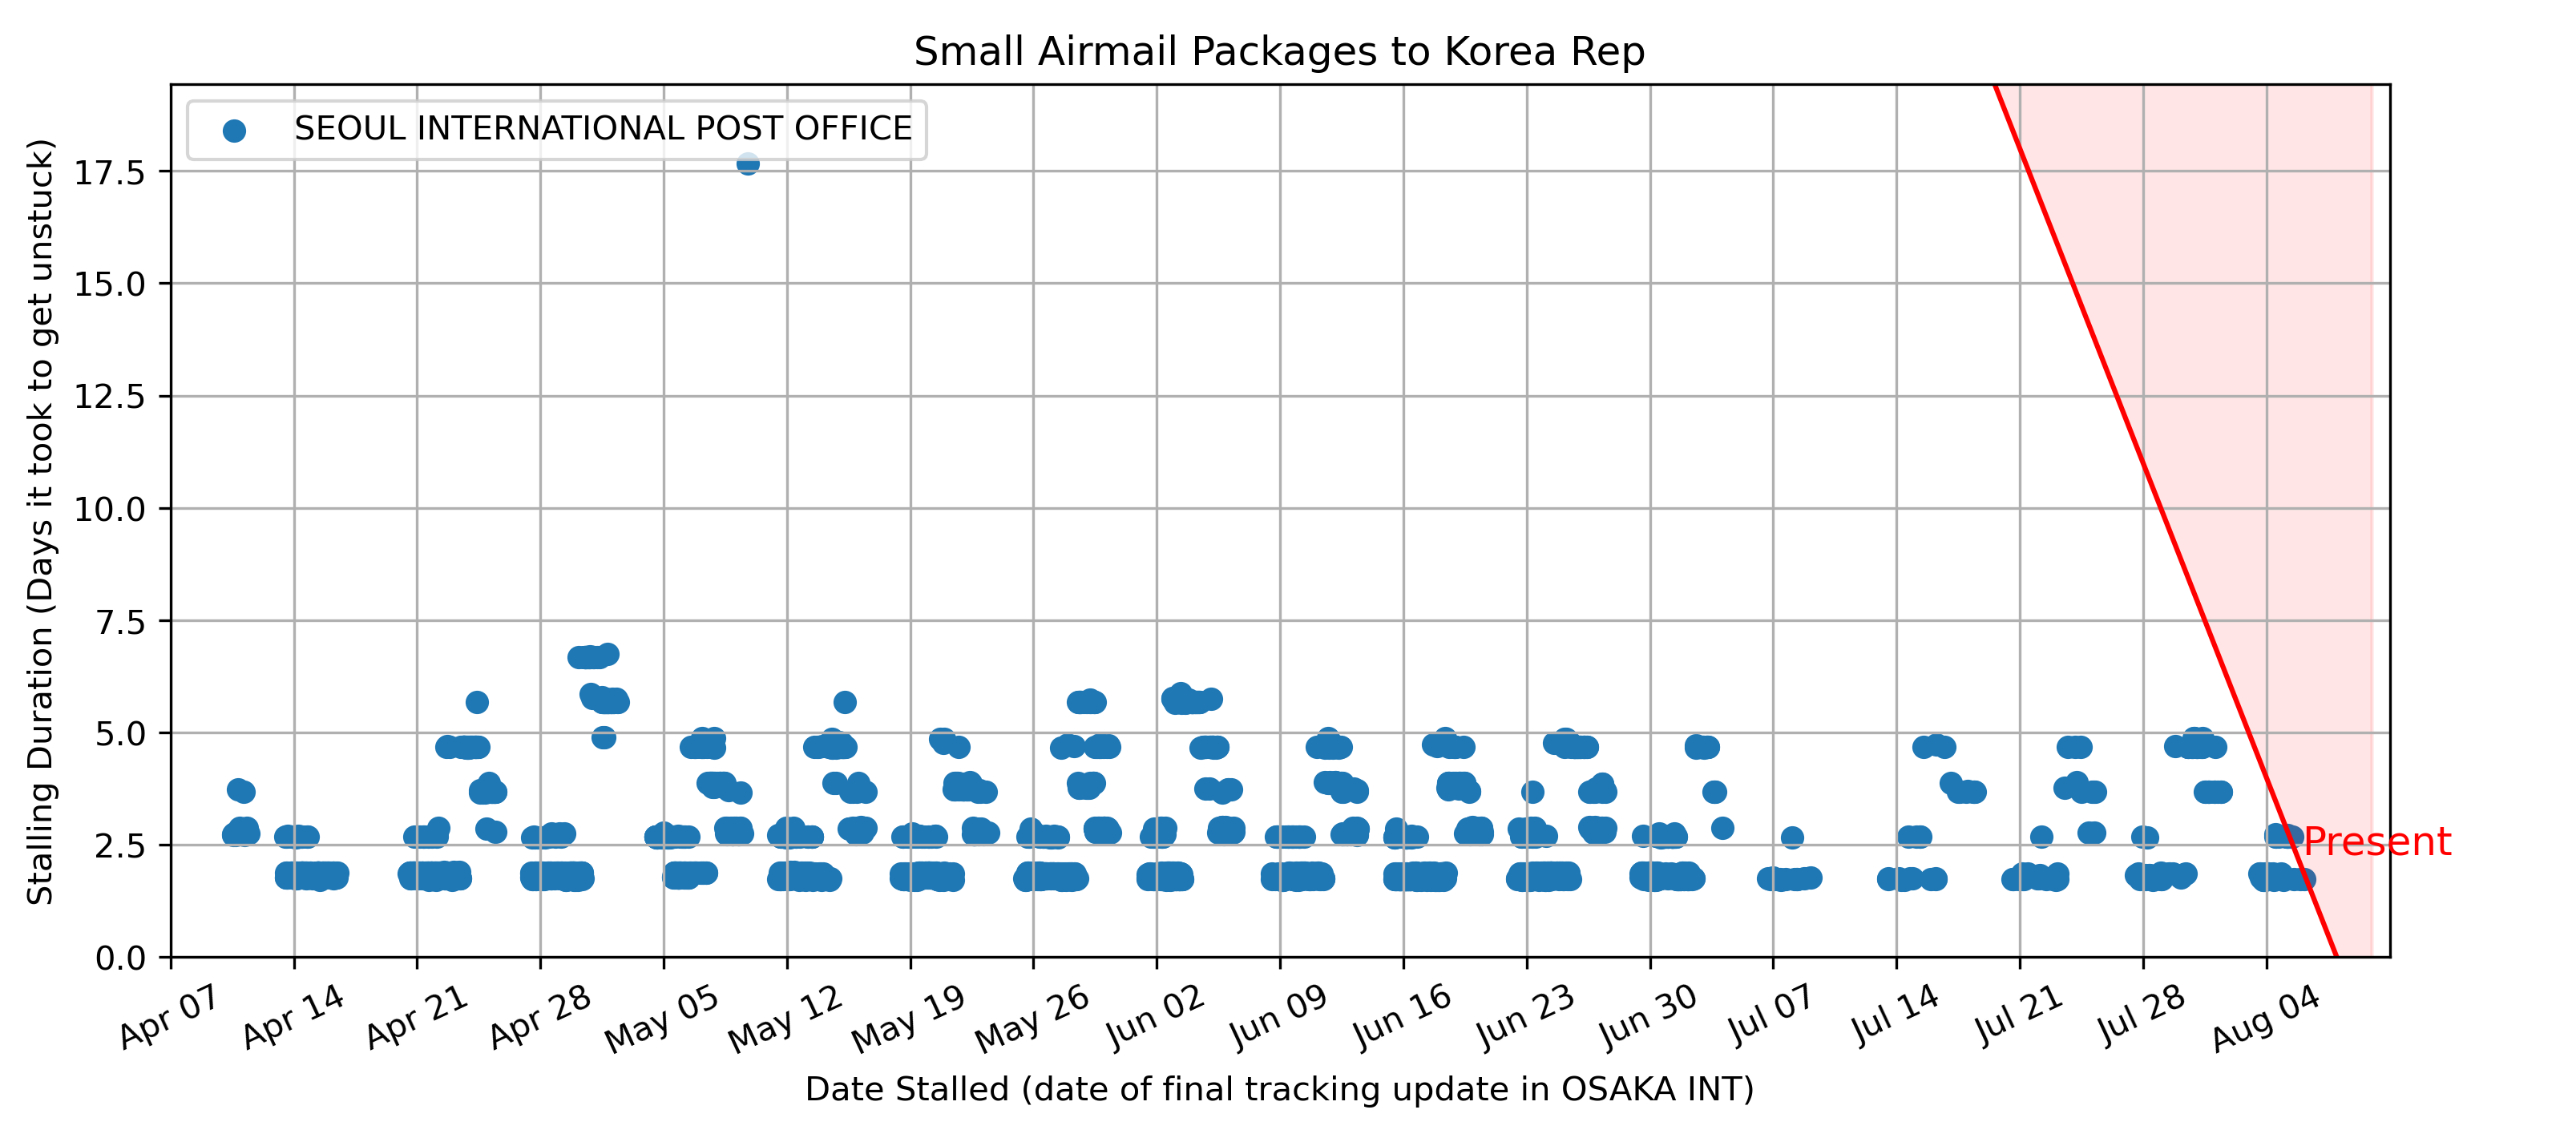 Small Airmail Packages to Korea Rep
SEOUL INTERNATIONAL POST OFFICE
Stalling Duration (Days it took to get unstuck)
17.5
15.0
12.5
10.0
7.5
5.0
2.5
0.0
Present
Apr 07
Apr 14
Apr 21
Apr 28
May 05
May 12
May 19
May 26
Jun 02
Jun 09
Jun 16
Jun 23
Jun 30
Jul 07
Jul 14
Jul 21
Jul 28
Aug 04
Date Stalled (date of final tracking update in OSAKA INT)